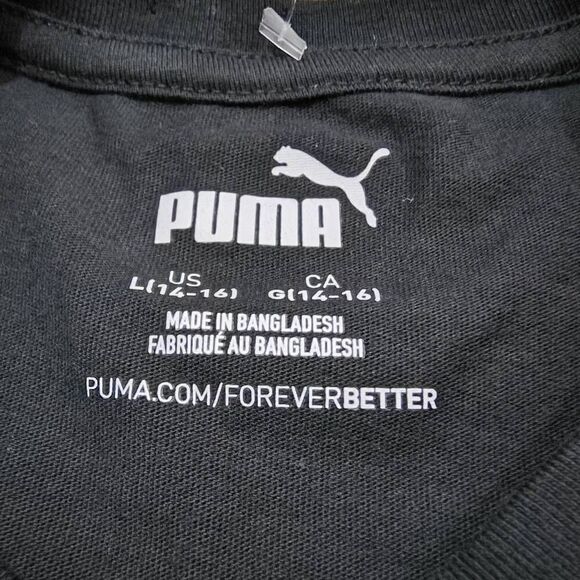 PUMA
US CA
L(14-16) G(14-16)
MADE IN BANGLADESH
FABRIQUÉ AU BANGLADESH
PUMA.COM/FOREVERBETTER